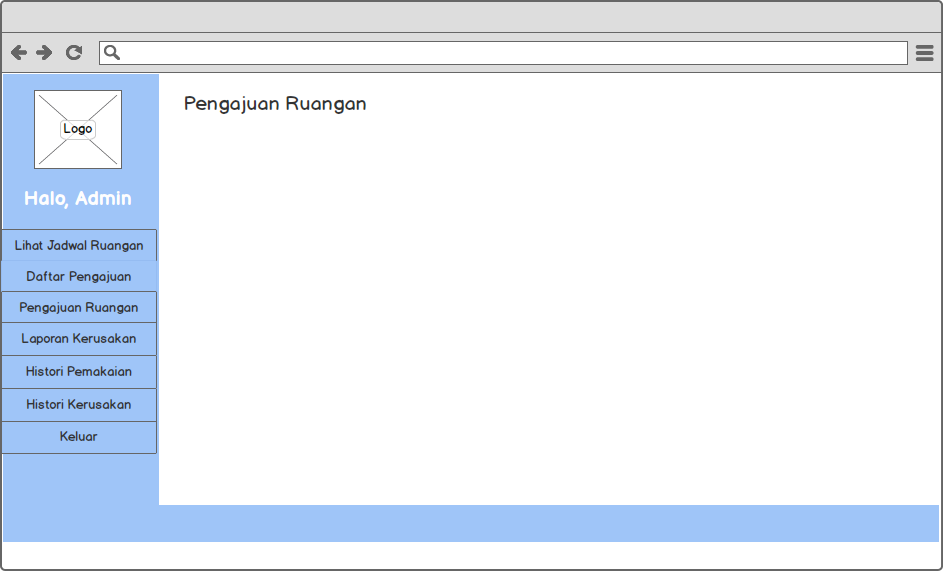 Logo
Halo, Admin
Lihat Jadwal Ruangan
Daftar Pengajuan
Pengajuan Ruangan
Laporan Kerusakan
Histori Pemakaian
Histori Kerusakan
Keluar
Pengajuan Ruangan